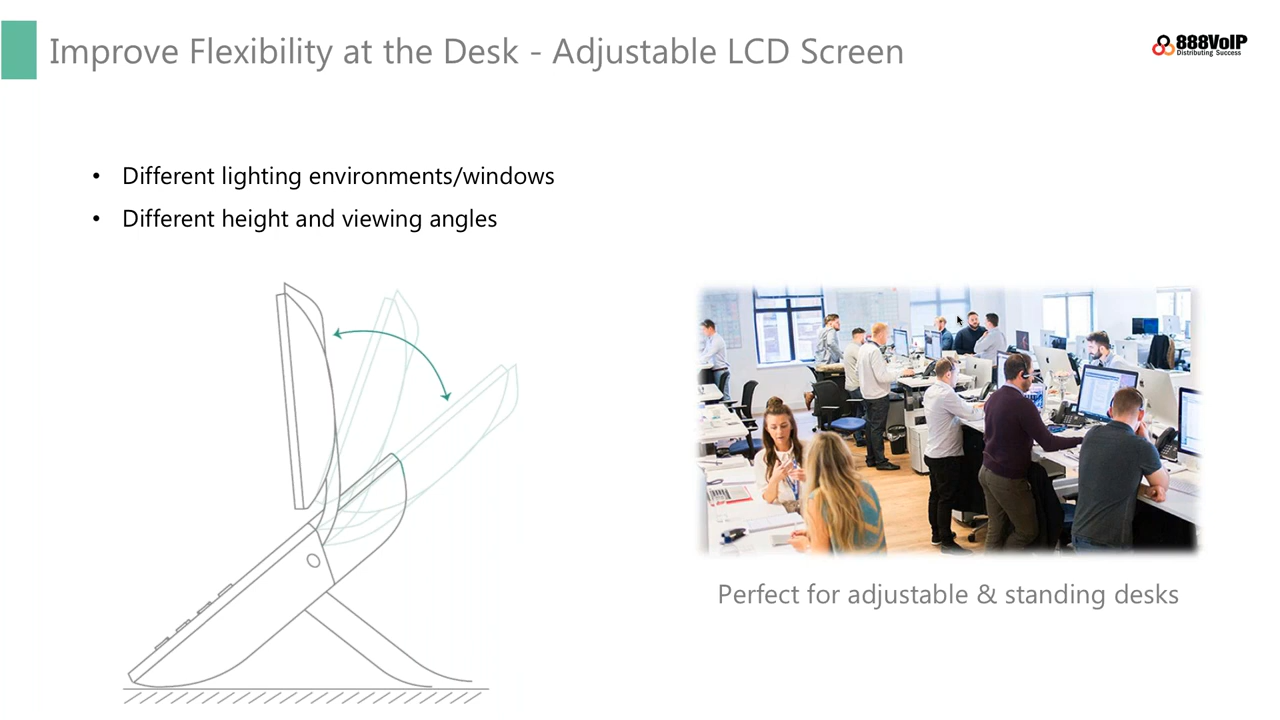 Improve Flexibility at the Desk - Adjustable LCD Screen
888VoIP
Distributing Success
• Different lighting environments/windows
• Different height and viewing angles
Perfect for adjustable & standing desks